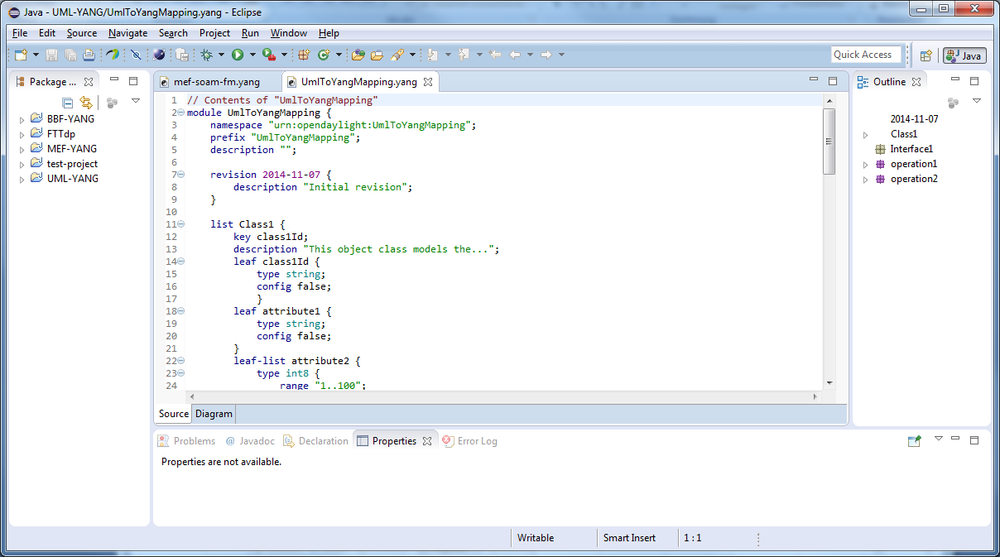 Java - UML-YANG/UmlToYangMapping.yang - Eclipse
File Edit Source Navigate Search Project Run Window Help
Quick Access Java
Package ...
BBF-YANG
FTTdp
MEF-YANG
test-project
UML-YANG
mef-soam-fm.yang UmlToYangMapping.yang
1 // Contents of "UmlToYangMapping"
2 module UmlToYangMapping {
3 namespace "urn:opendaylight:UmlToYangMapping";
4 prefix "UmlToYangMapping";
5 description "";
6
7 revision 2014-11-07 {
8 description "Initial revision";
9 }
10
11 list Class1 {
12 key class1Id;
13 description "This object class models the...";
14 leaf class1Id {
15 type string;
16 config false;
17 }
18 leaf attribute1 {
19 type string;
20 config false;
21 }
22 leaf-list attribute2 {
23 type int8 {
24 range "1..100";
Source Diagram
Outline
2014-11-07
Class1
Interface1
operation1
operation2
Problems @ Javadoc Declaration Properties Error Log
Properties are not available.
Writable Smart Insert 1 : 1